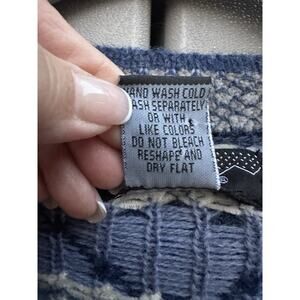 HAND WASH COLD
WASH SEPARATELY
OR WITH
LIKE COLORS
DO NOT BLEACH
RESHAPE AND
DRY FLAT
®